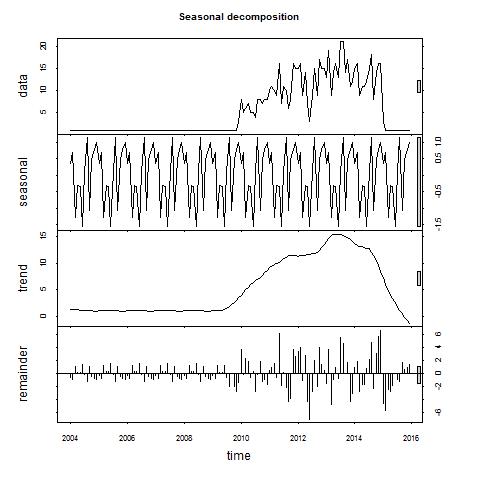 Seasonal decomposition
data
5 10 15 20
seasonal
-1.5 -0.5 0.5 1.0
trend
0 5 10 15
remainder
-6 -2 0 2 4 6
2004 2006 2008 2010 2012 2014 2016
time